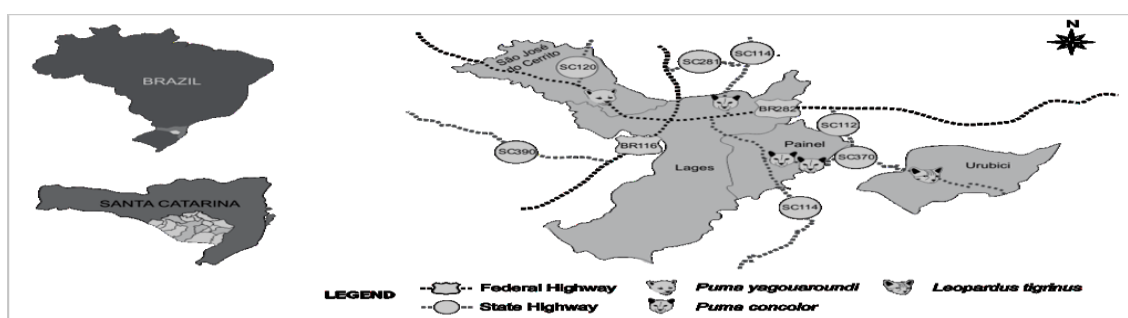 N
BRAZIL
SANTA CATARINA
São José
do Cerrito
SC120
SC281
SC114
BR282
SC112
SC390
BR116
Lages
Painel
SC370
Urubici
SC114
LEGEND
Federal Highway
State Highway
Puma yagouaroundi
Puma concolor
Leopardus tigrinus